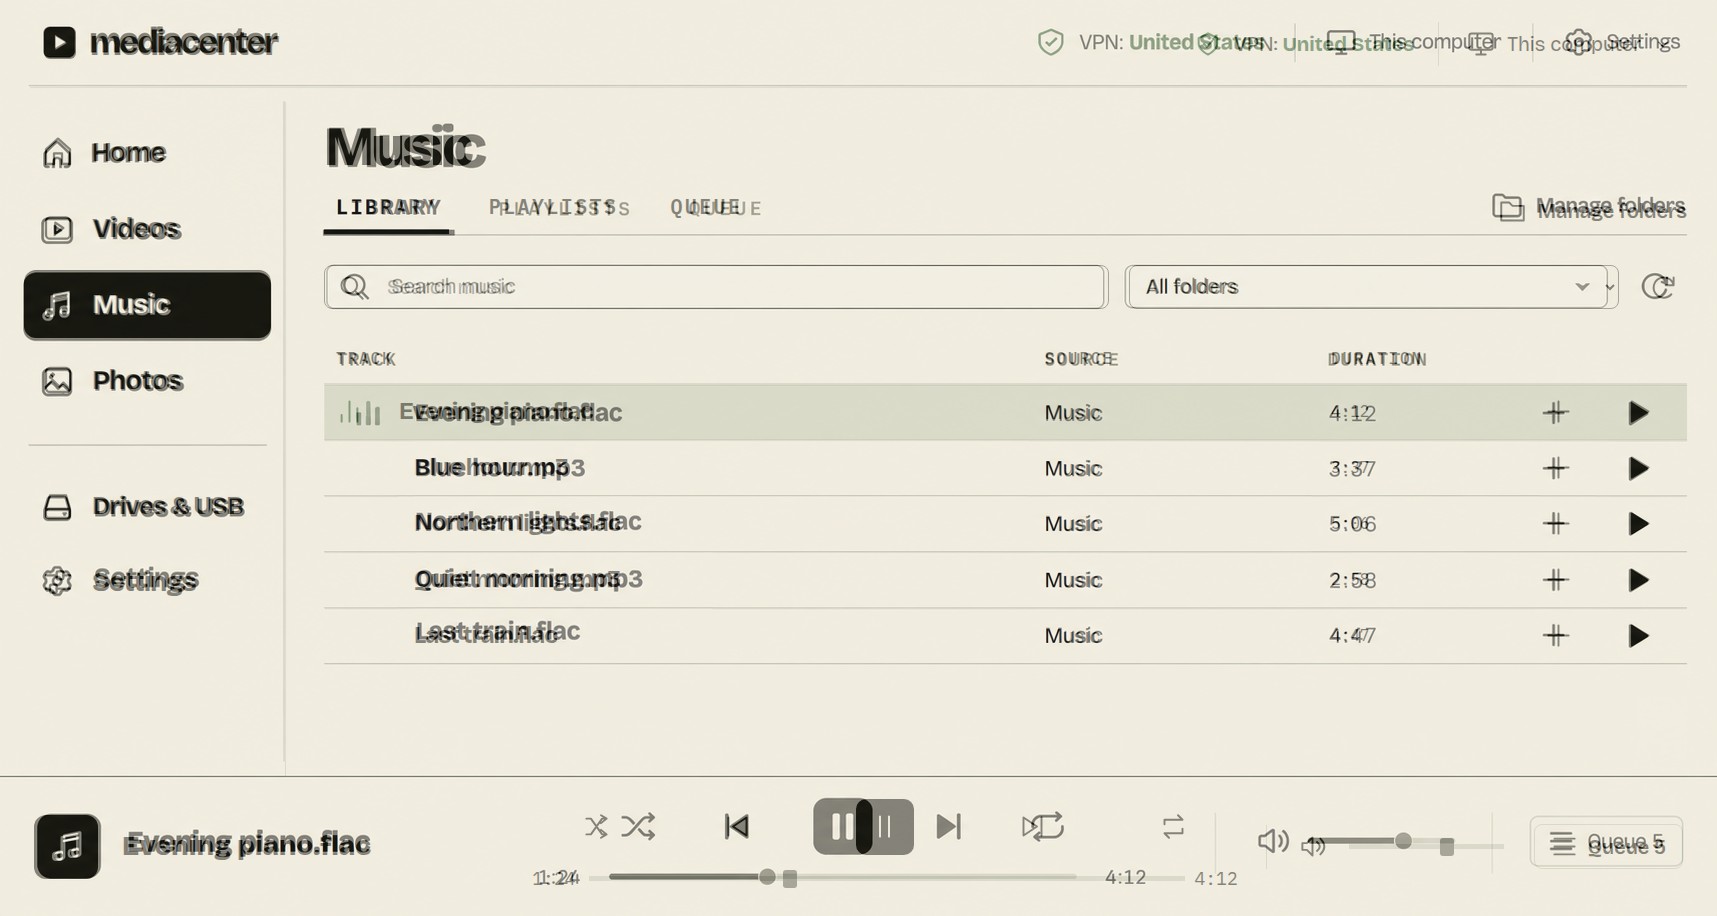 mediacenter
VPN: United States
This computer
Settings
Home
Videos
Music
Photos
Drives & USB
Settings
Music
LIBRARY PLAYLISTS QUEUE
Manage folders
Search music
All folders
TRACK SOURCE DURATION
Evening piano.flac Music 4:12
Blue hour.mp3 Music 3:37
Northern lights.flac Music 5:06
Quiet morning.mp3 Music 2:58
Last train.flac Music 4:47
Evening piano.flac
1:24 4:12
Queue 5